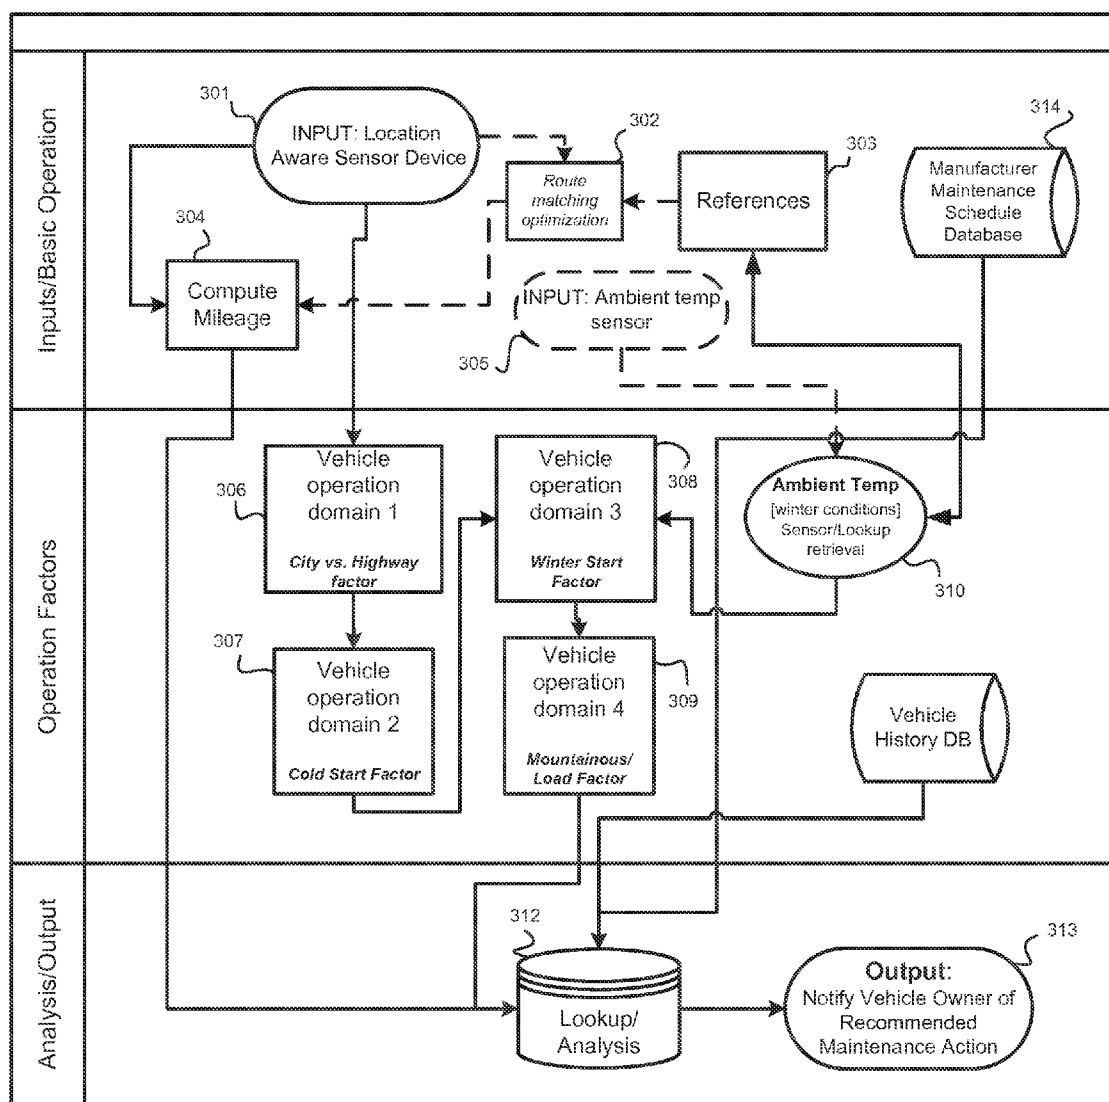 Inputs/Basic Operation
301
INPUT: Location
Aware Sensor Device
302
Route
matching
optimization
303
References
314
Manufacturer
Maintenance
Schedule
Database
304
Compute
Mileage
INPUT: Ambient temp
sensor
305
Operation Factors
306
Vehicle
operation
domain 1
City vs. Highway
factor
Vehicle
operation
domain 3
Winter Start
Factor
308
Ambient Temp
[winter conditions]
Sensor/Lookup
retrieval
310
307
Vehicle
operation
domain 2
Cold Start Factor
Vehicle
operation
domain 4
Mountainous/
Load Factor
309
Vehicle
History DB
Analysis/Output
312
Lookup/
Analysis
313
Output:
Notify Vehicle Owner of
Recommended
Maintenance Action